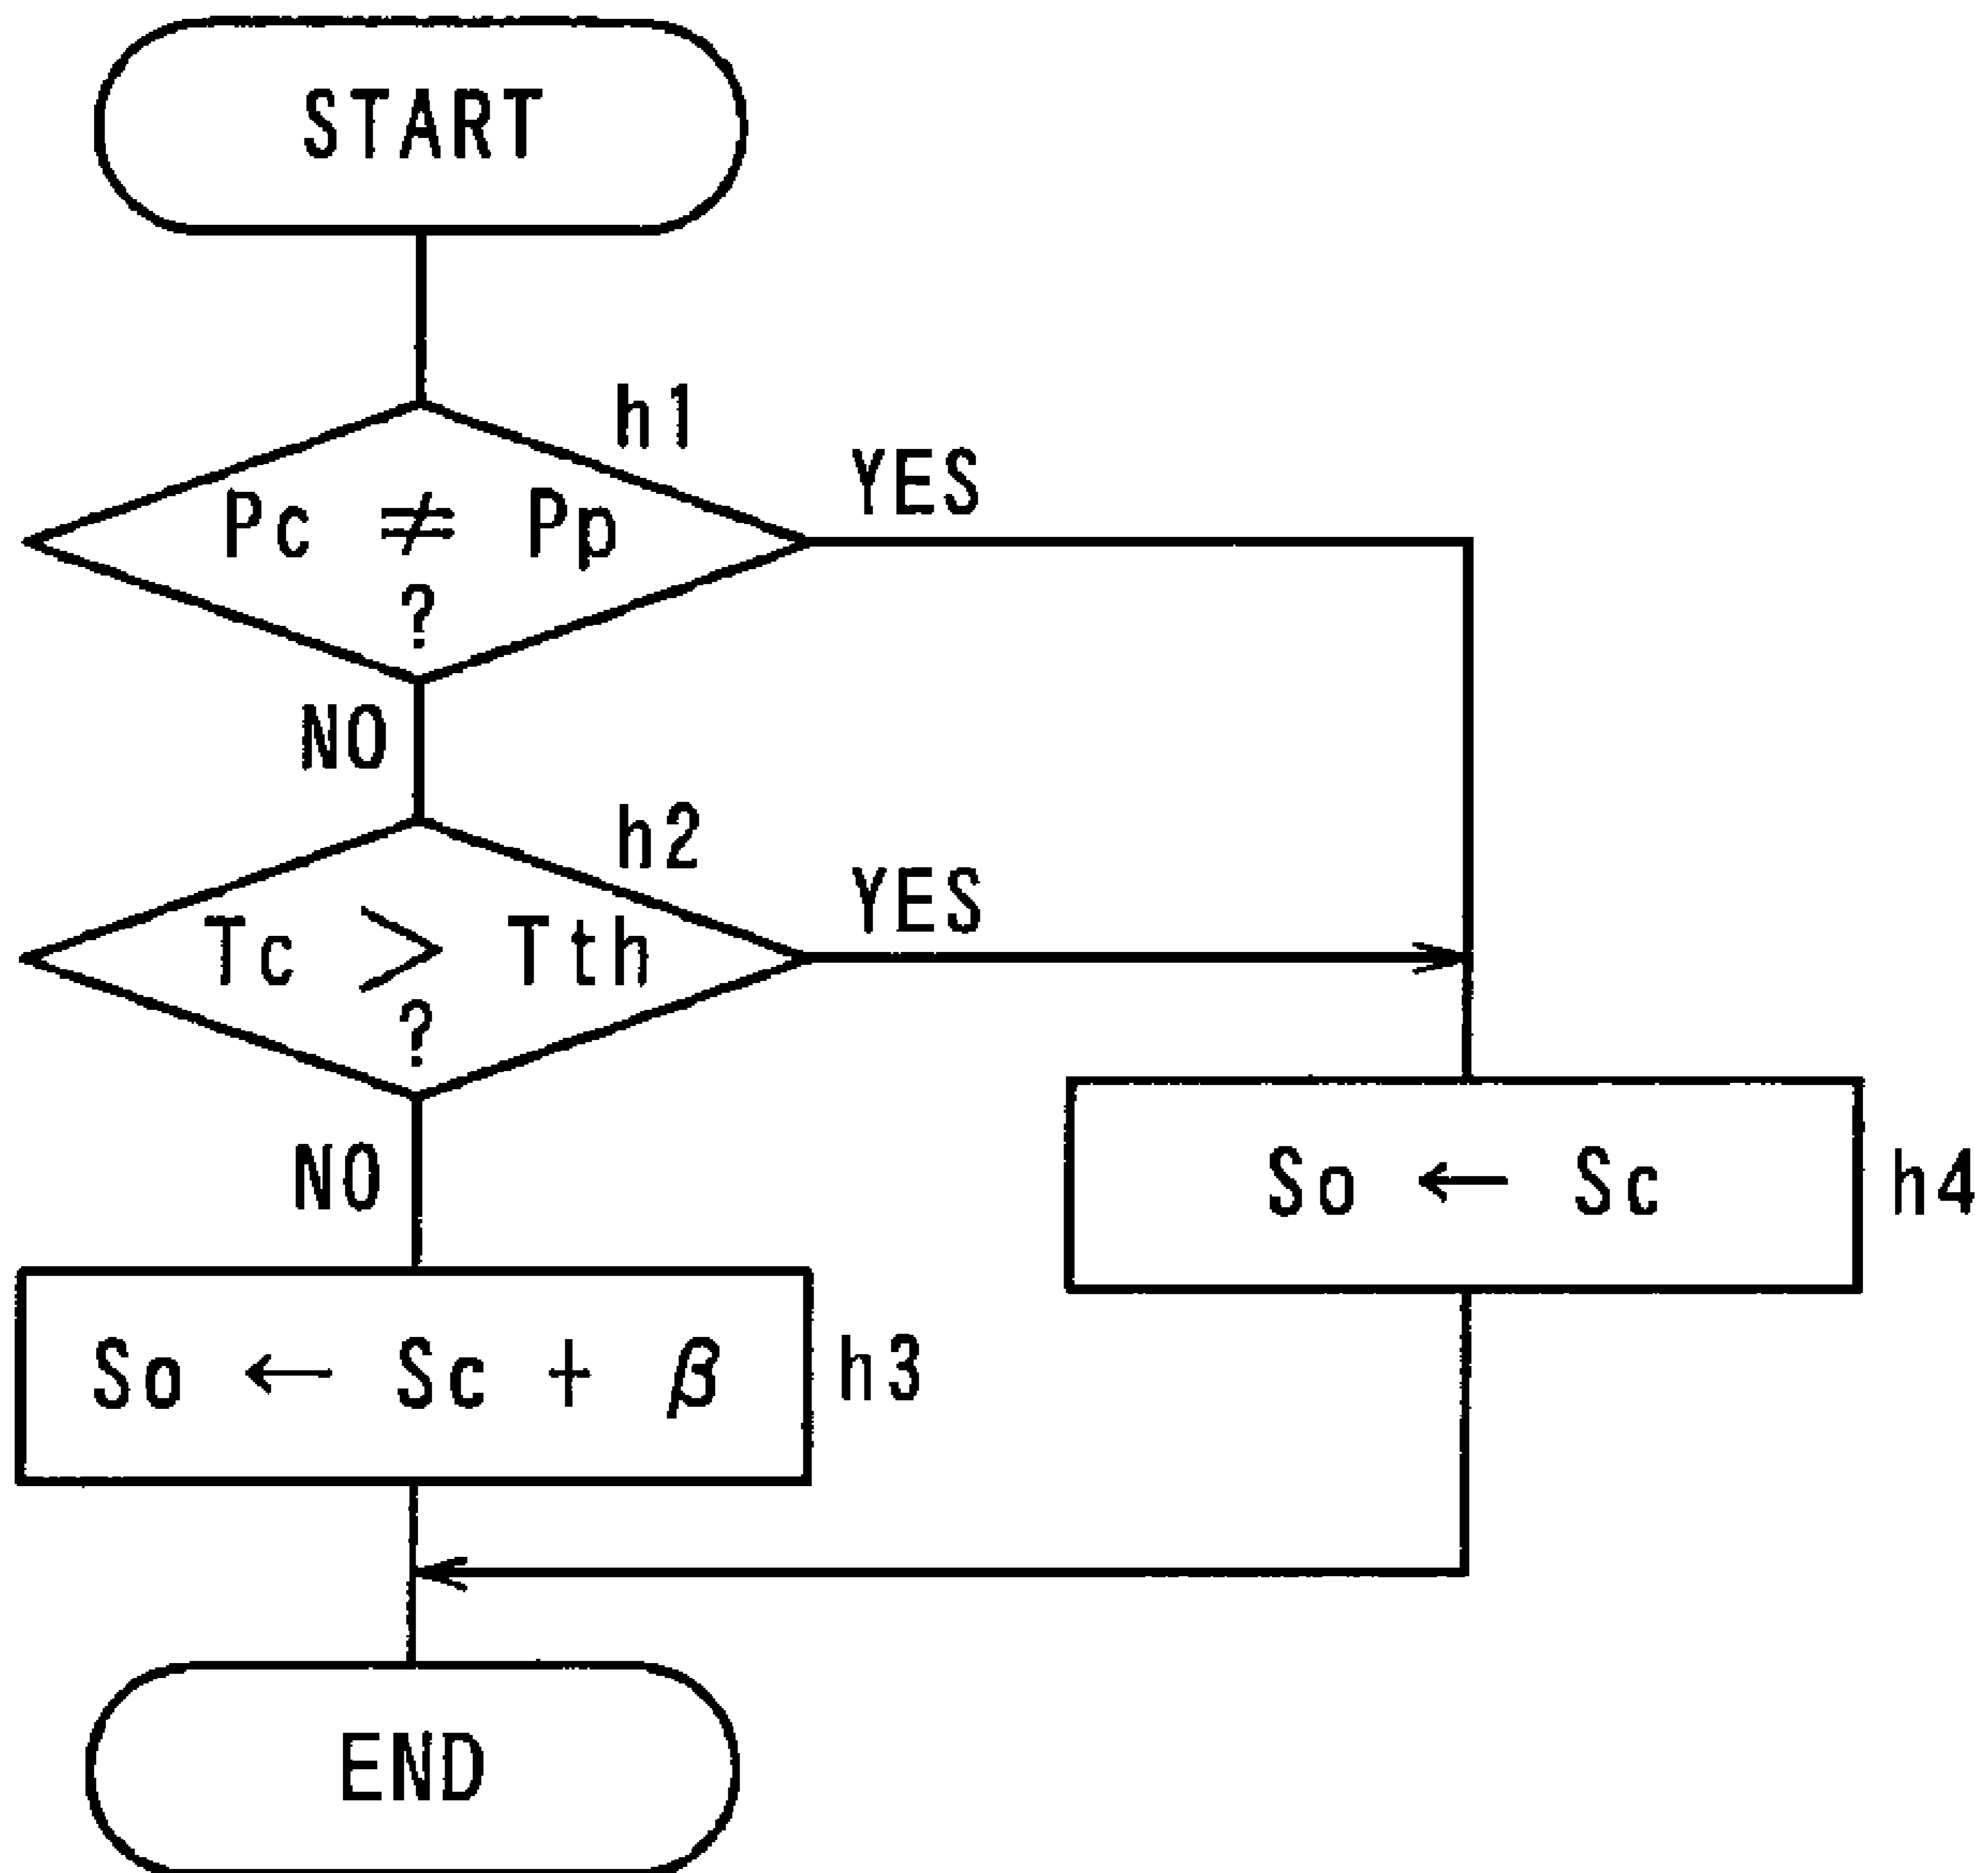 START
h1
YES
Pc ≠ Pp
?
NO
h2
YES
Tc > Tth
?
NO
So ← Sc
h4
So ← Sc + β
h3
END